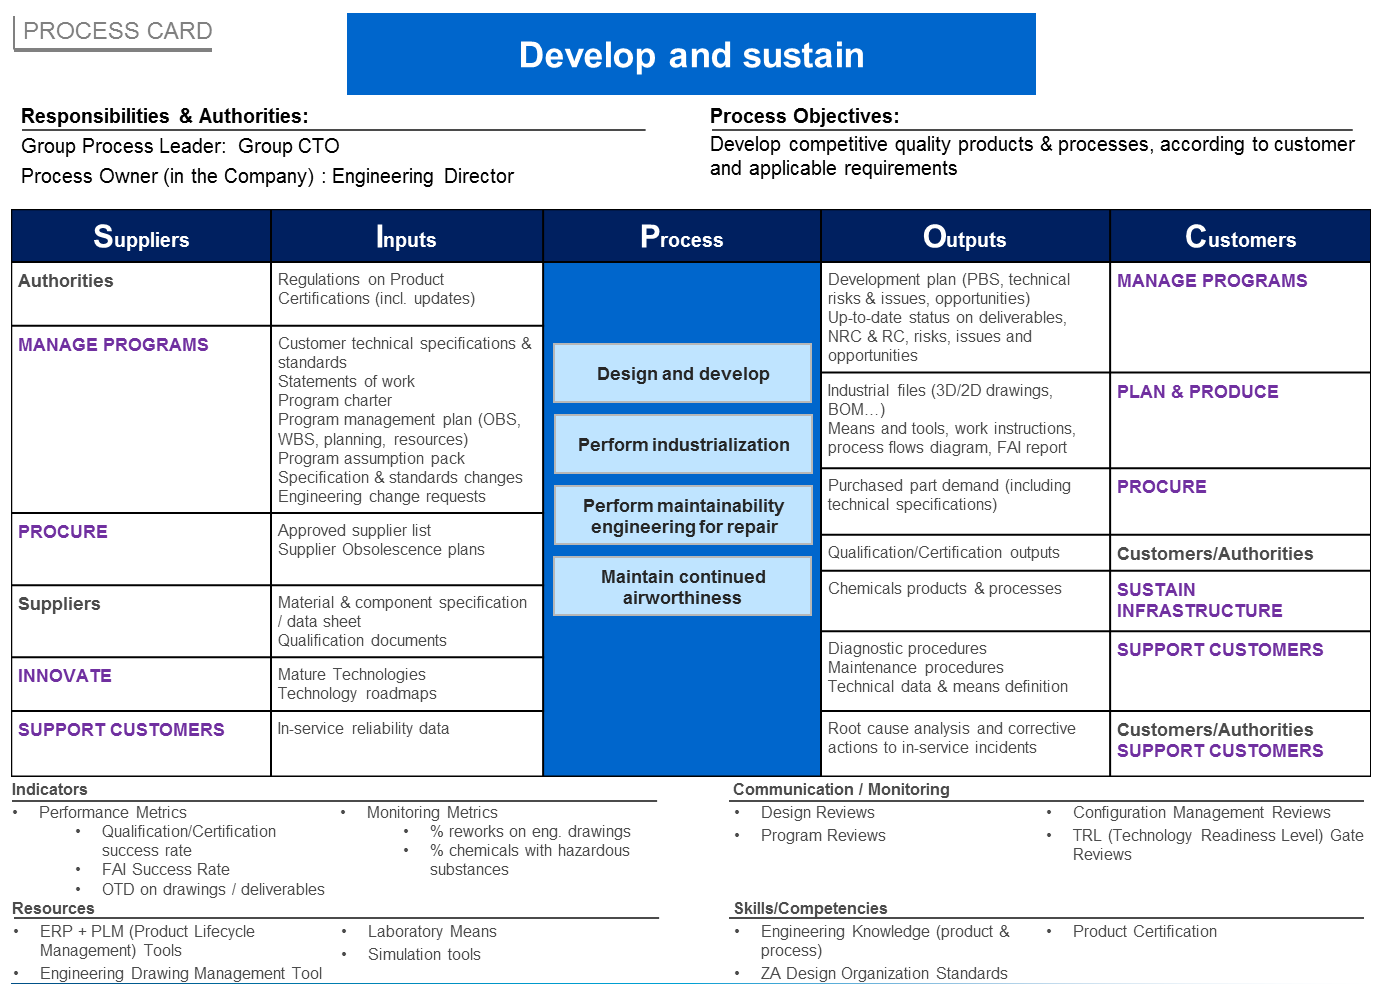 PROCESS CARD
Develop and sustain
Responsibilities & Authorities:
Group Process Leader:  Group CTO
Process Owner (in the Company) : Engineering Director
Process Objectives:
Develop competitive quality products & processes, according to customer
and applicable requirements
Suppliers
Inputs
Process
Outputs
Customers
Authorities
Regulations on Product
Certifications (incl. updates)
MANAGE PROGRAMS
Customer technical specifications &
standards
Statements of work
Program charter
Program management plan (OBS,
WBS, planning, resources)
Program assumption pack
Specification & standards changes
Engineering change requests
PROCURE
Approved supplier list
Supplier Obsolescence plans
Suppliers
Material & component specification
/ data sheet
Qualification documents
INNOVATE
Mature Technologies
Technology roadmaps
SUPPORT CUSTOMERS
In-service reliability data
Design and develop
Perform industrialization
Perform maintainability
engineering for repair
Maintain continued
airworthiness
Development plan (PBS, technical
risks & issues, opportunities)
Up-to-date status on deliverables,
NRC & RC, risks, issues and
opportunities
MANAGE PROGRAMS
Industrial files (3D/2D drawings,
BOM…)
Means and tools, work instructions,
process flows diagram, FAI report
PLAN & PRODUCE
Purchased part demand (including
technical specifications)
PROCURE
Qualification/Certification outputs
Customers/Authorities
Chemicals products & processes
SUSTAIN
INFRASTRUCTURE
Diagnostic procedures
Maintenance procedures
Technical data & means definition
SUPPORT CUSTOMERS
Root cause analysis and corrective
actions to in-service incidents
Customers/Authorities
SUPPORT CUSTOMERS
Indicators
• Performance Metrics
• Qualification/Certification
success rate
• FAI Success Rate
• OTD on drawings / deliverables
• Monitoring Metrics
• % reworks on eng. drawings
• % chemicals with hazardous
substances
Communication / Monitoring
• Design Reviews
• Program Reviews
• Configuration Management Reviews
• TRL (Technology Readiness Level) Gate
Reviews
Resources
• ERP + PLM (Product Lifecycle
Management) Tools
• Engineering Drawing Management Tool
• Laboratory Means
• Simulation tools
Skills/Competencies
• Engineering Knowledge (product &
process)
• ZA Design Organization Standards
• Product Certification